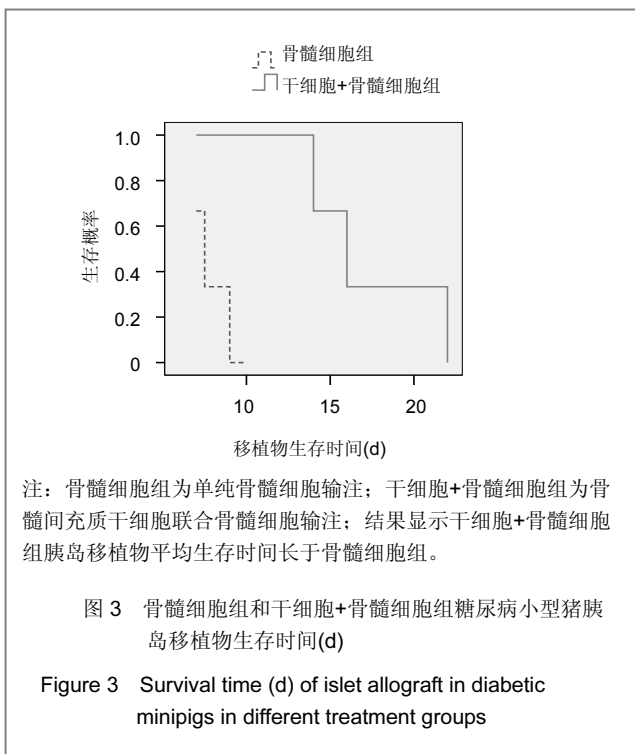 骨髓细胞组
干细胞+骨髓细胞组
1.0
0.8
0.6
0.4
0.2
0
生存概率
10 15 20
移植物生存时间(d)
注：骨髓细胞组为单纯骨髓细胞输注；干细胞+骨髓细胞组为骨
髓间充质干细胞联合骨髓细胞输注；结果显示干细胞+骨髓细胞
组胰岛移植物平均生存时间长于骨髓细胞组。
图 3 骨髓细胞组和干细胞+骨髓细胞组糖尿病小型猪胰
岛移植物生存时间(d)
Figure 3 Survival time (d) of islet allograft in diabetic
minipigs in different treatment groups